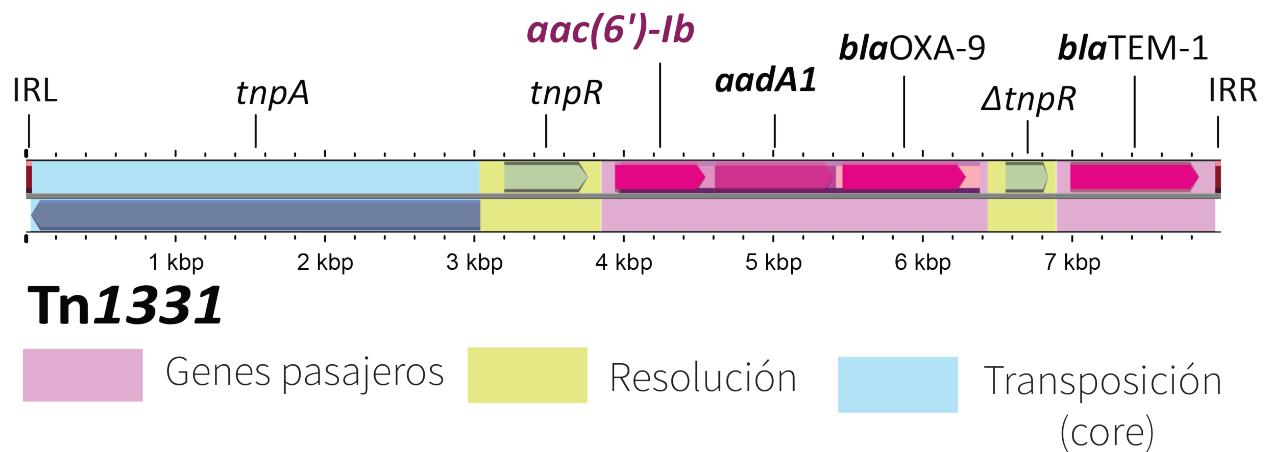 aac(6')-Ib
blaOXA-9
blaTEM-1
aadA1
IRL
tnpA
tnpR
ΔtnpR
IRR
1 kbp
2 kbp
3 kbp
4 kbp
5 kbp
6 kbp
7 kbp
Tn1331
Genes pasajeros
Resolución
Transposición
(core)